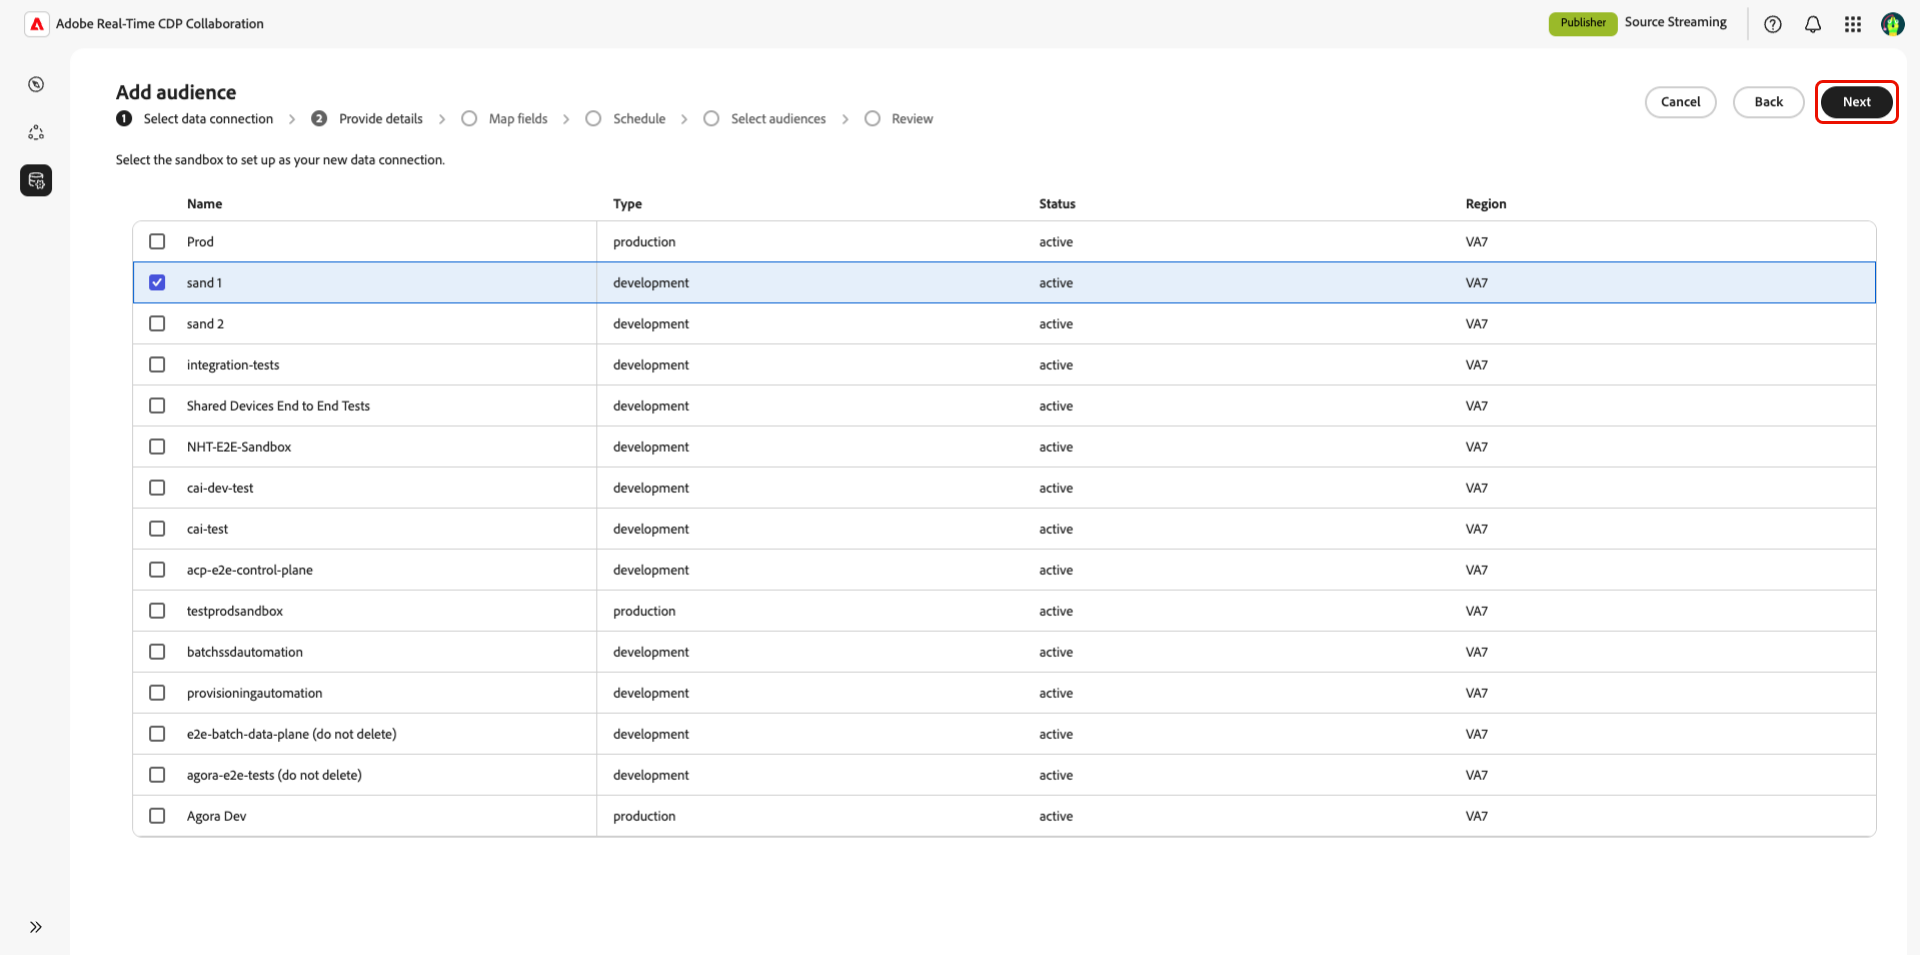 Adobe Real-Time CDP Collaboration
Publisher Source Streaming
Add audience
Cancel Back Next
1 Select data connection 2 Provide details Map fields Schedule Select audiences Review
Select the sandbox to set up as your new data connection.
Name Type Status Region
Prod production active VA7
sand 1 development active VA7
sand 2 development active VA7
integration-tests development active VA7
Shared Devices End to End Tests development active VA7
NHT-E2E-Sandbox development active VA7
cai-dev-test development active VA7
cai-test development active VA7
acp-e2e-control-plane development active VA7
testprodsandbox production active VA7
batchssdautomation development active VA7
provisioningautomation development active VA7
e2e-batch-data-plane (do not delete) development active VA7
agora-e2e-tests (do not delete) development active VA7
Agora Dev production active VA7